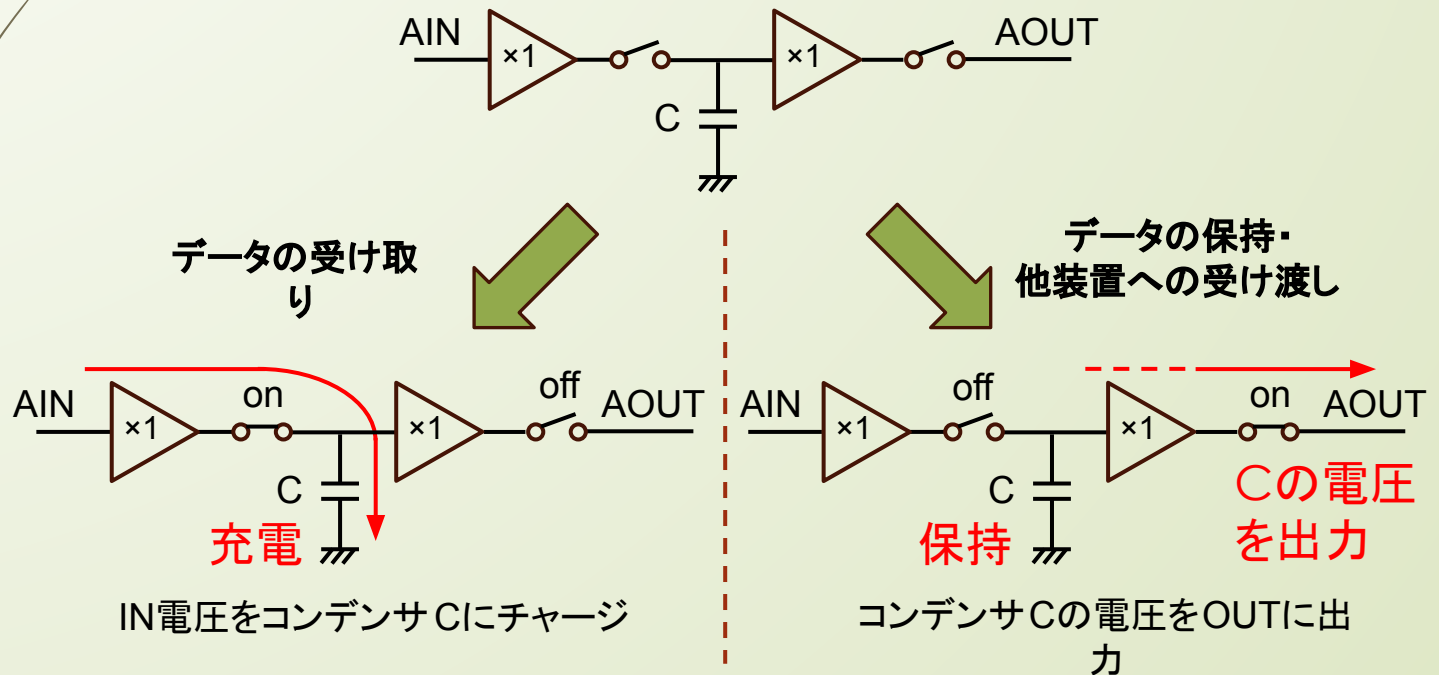 AIN
×1
×1
AOUT
C
データの受け取
り
データの保持・
他装置への受け渡し
AIN
×1
on
×1
off
AOUT
C
充電
IN電圧をコンデンサCにチャージ
AIN
×1
off
×1
on
AOUT
C
保持
Cの電圧
を出力
コンデンサCの電圧をOUTに出
力